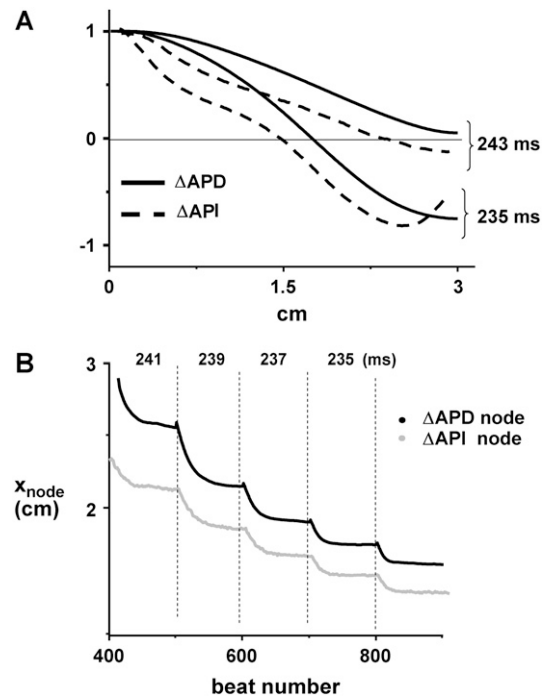 A
1
0
-1
ΔAPD
ΔAPI
243 ms
235 ms
0 1.5 3
cm
B
241 239 237 235 (ms)
3
2
1
x_node
(cm)
ΔAPD node
ΔAPI node
400 600 800
beat number